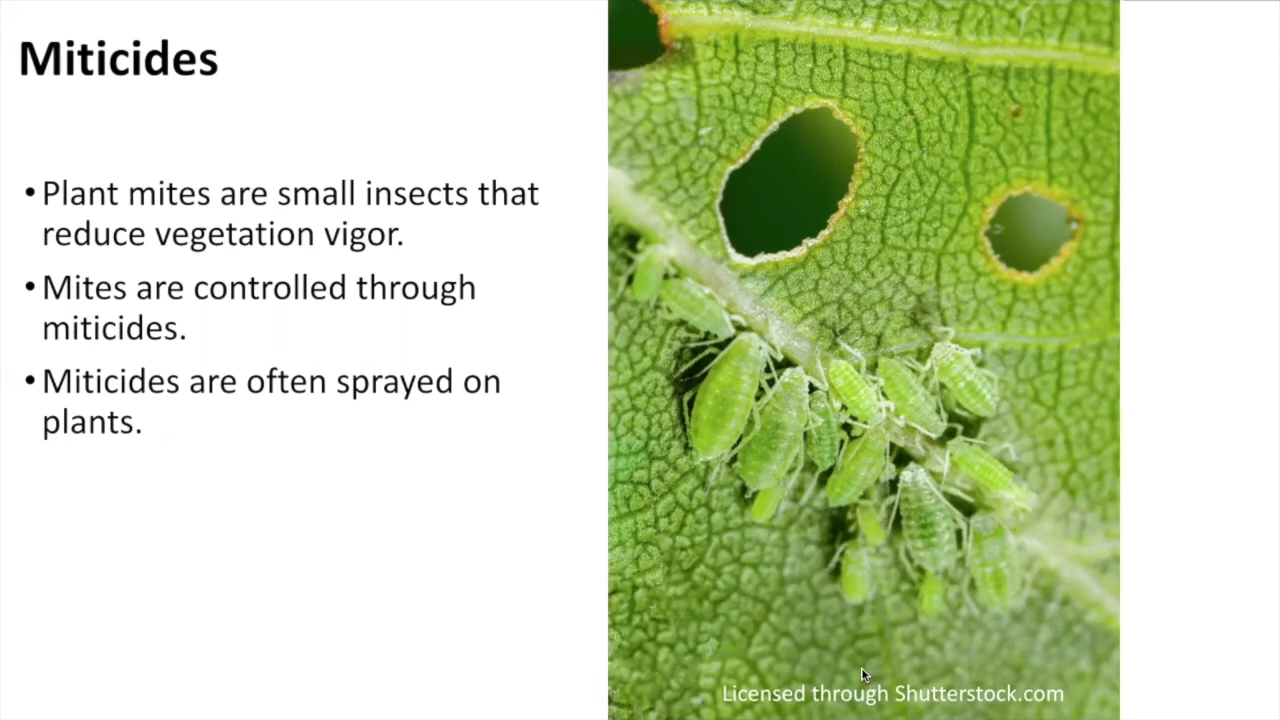 Miticides
• Plant mites are small insects that
reduce vegetation vigor.
• Mites are controlled through
miticides.
• Miticides are often sprayed on
plants.
Licensed through Shutterstock.com